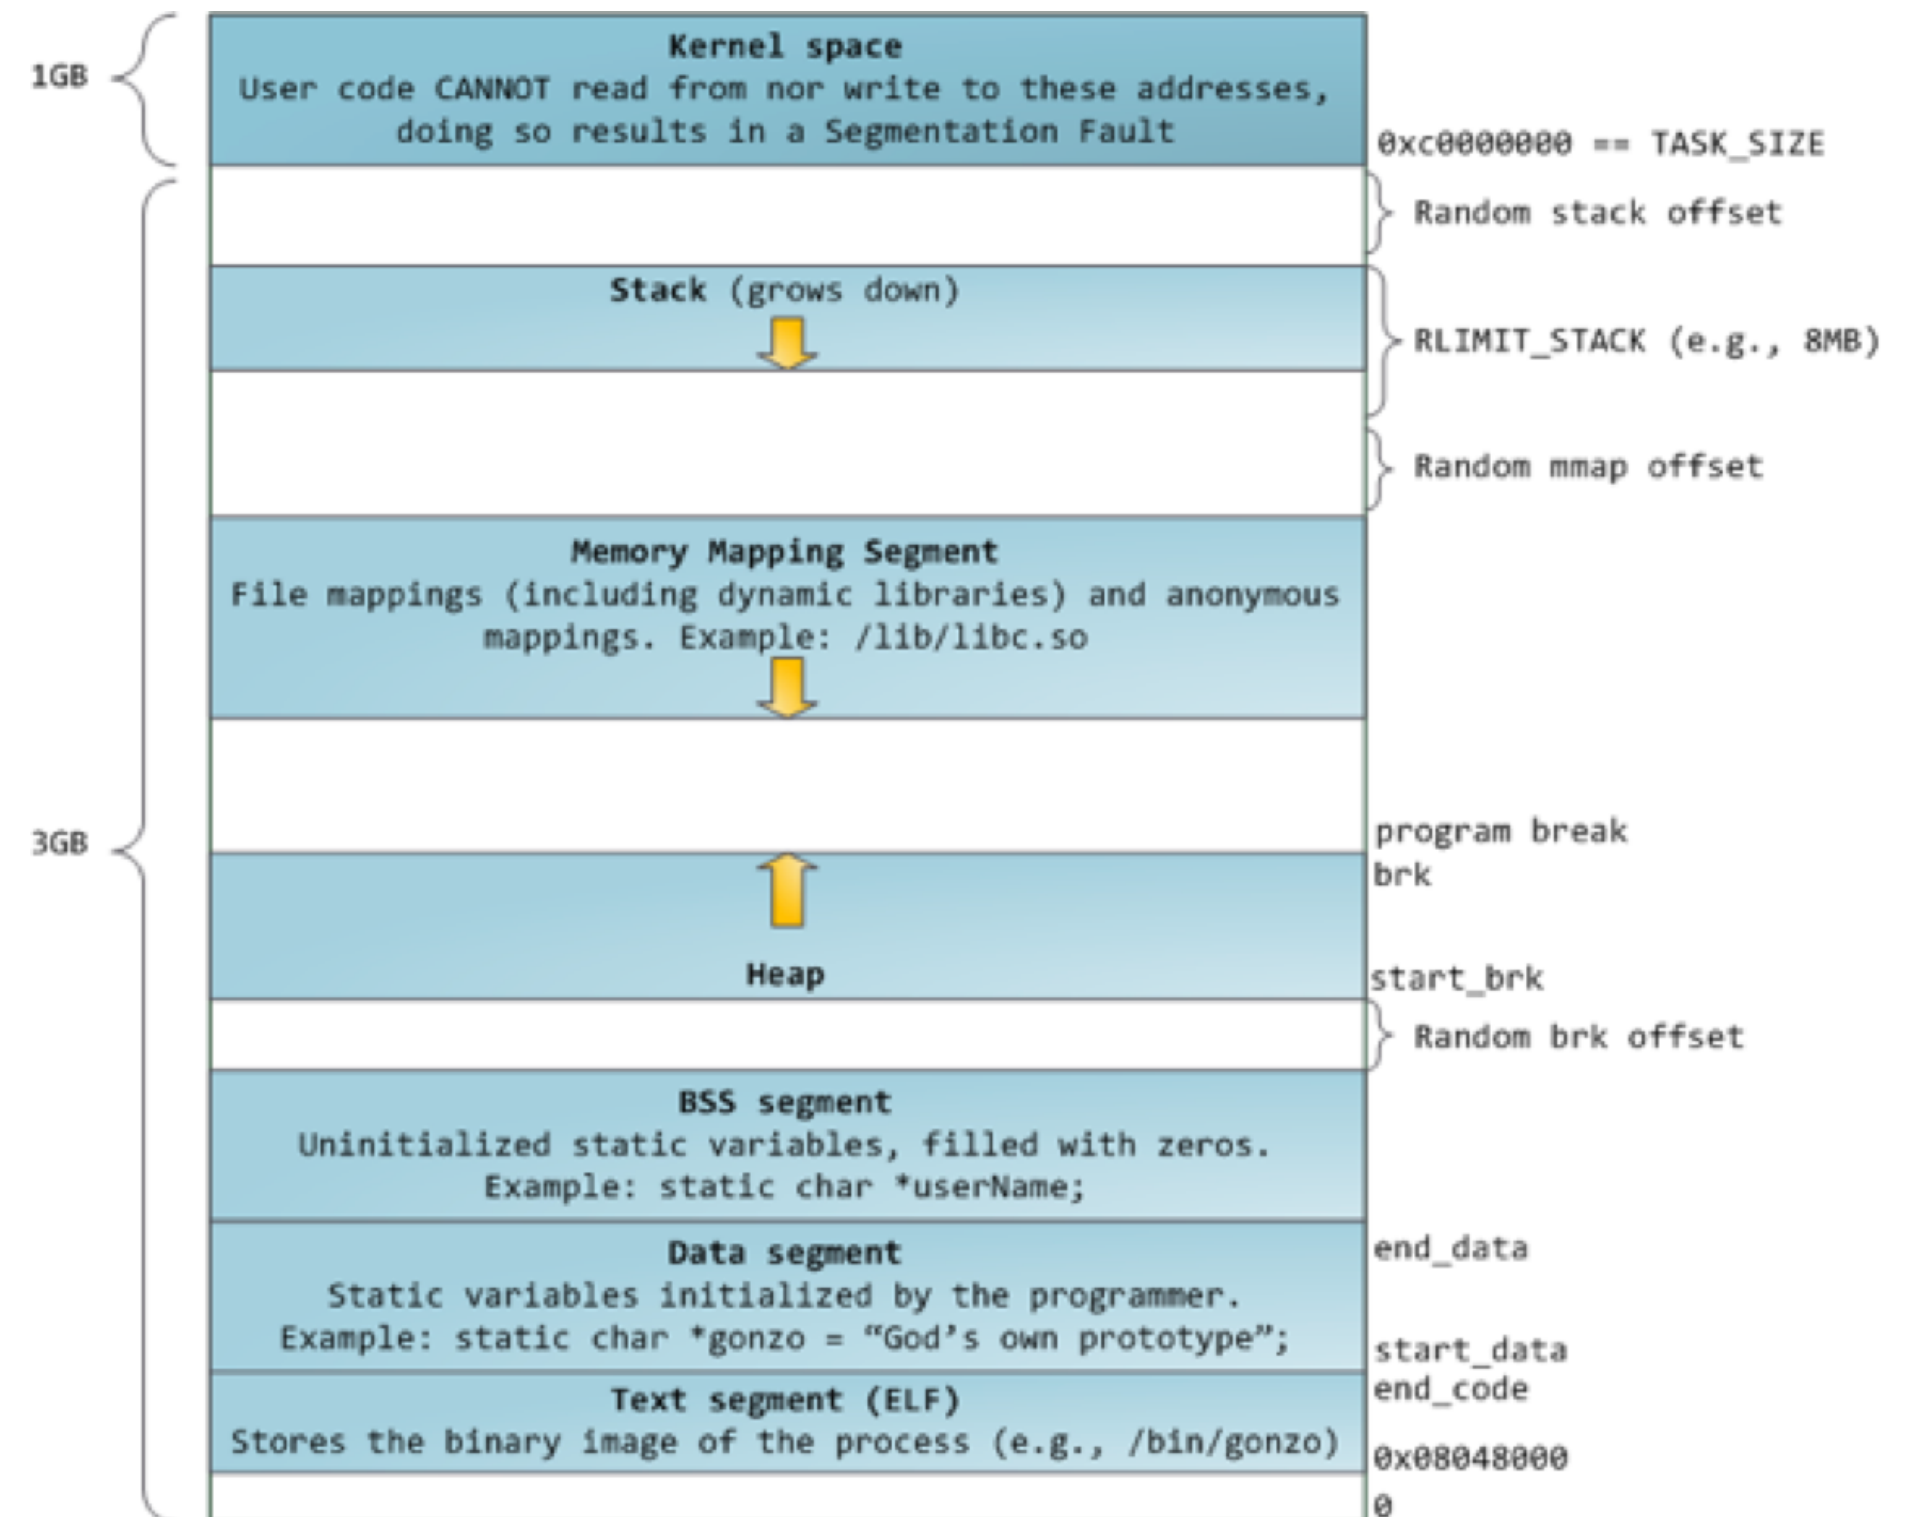 1GB
Kernel space
User code CANNOT read from nor write to these addresses,
doing so results in a Segmentation Fault
0xc0000000 == TASK_SIZE
Random stack offset
Stack (grows down)
RLIMIT_STACK (e.g., 8MB)
Random mmap offset
Memory Mapping Segment
File mappings (including dynamic libraries) and anonymous
mappings. Example: /lib/libc.so
3GB
program break
brk
Heap
start_brk
Random brk offset
BSS segment
Uninitialized static variables, filled with zeros.
Example: static char *userName;
Data segment
end_data
Static variables initialized by the programmer.
Example: static char *gonzo = “God’s own prototype”;
start_data
end_code
Text segment (ELF)
Stores the binary image of the process (e.g., /bin/gonzo)
0x08048000
0